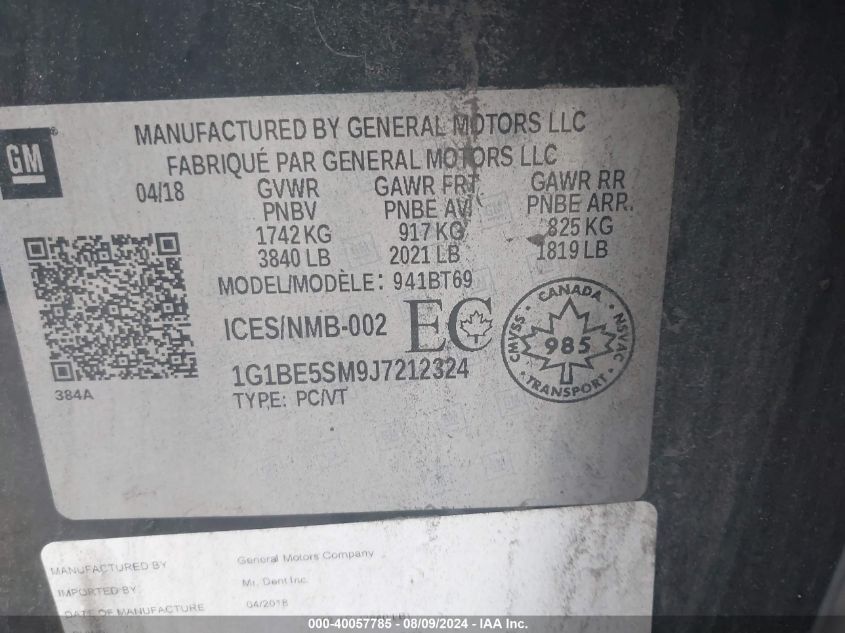 GM
MANUFACTURED BY GENERAL MOTORS LLC
FABRIQUÉ PAR GENERAL MOTORS LLC
04/18 GVWR GAWR FRT GAWR RR
PNBV PNBE AV PNBE ARR.
1742 KG 917 KG 825 KG
3840 LB 2021 LB 1819 LB
MODEL/MODÈLE: 941BT69
ICES/NMB-002 EC
CANADA
CMVSS 985 NSVAC
TRANSPORT
1G1BE5SM9J7212324
384A TYPE: PC/VT
MANUFACTURED BY General Motors Company
IMPORTED BY Mr. Dent Inc.
DATE OF MANUFACTURE 04/2018
000-40057785 - 08/09/2024 - IAA Inc.